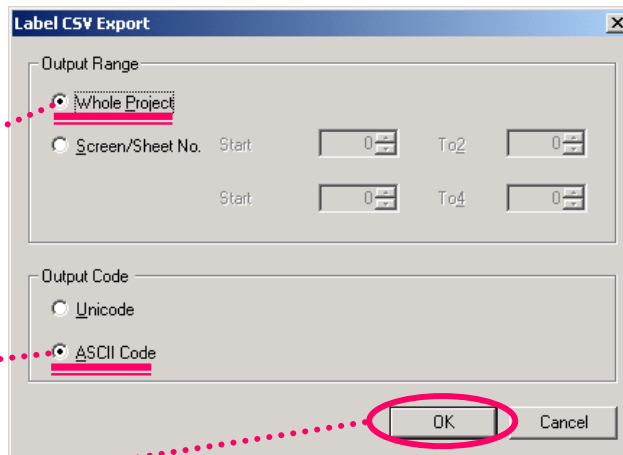 Label CSV Export
Output Range
Whole Project
Screen/Sheet No. Start 0 To2 0
Start 0 To4 0
Output Code
Unicode
ASCII Code
OK Cancel